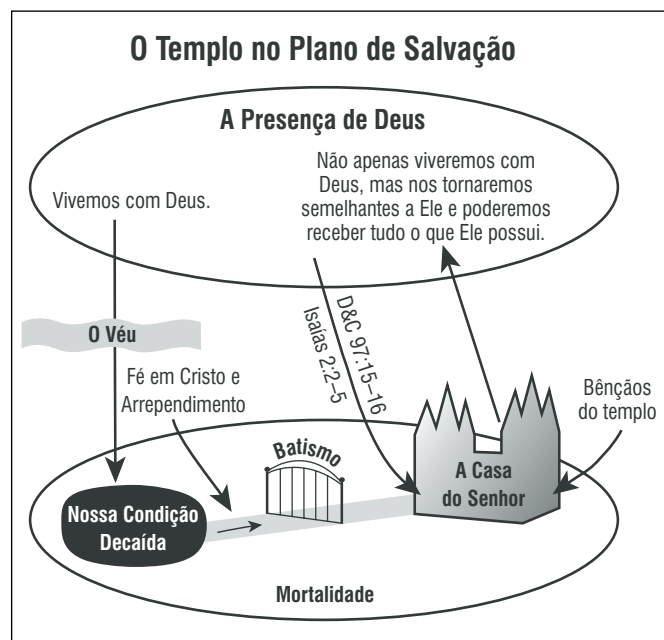 O Templo no Plano de Salvação
A Presença de Deus
Não apenas viveremos com
Deus, mas nos tornaremos
semelhantes a Ele e poderemos
receber tudo o que Ele possui.
Vivemos com Deus.
D&C 97:15–16
Isaías 2:2–5
O Véu
Fé em Cristo e
Arrependimento
Bênçãos
do templo
Batismo
A Casa
do Senhor
Nossa Condição
Decaída
Mortalidade